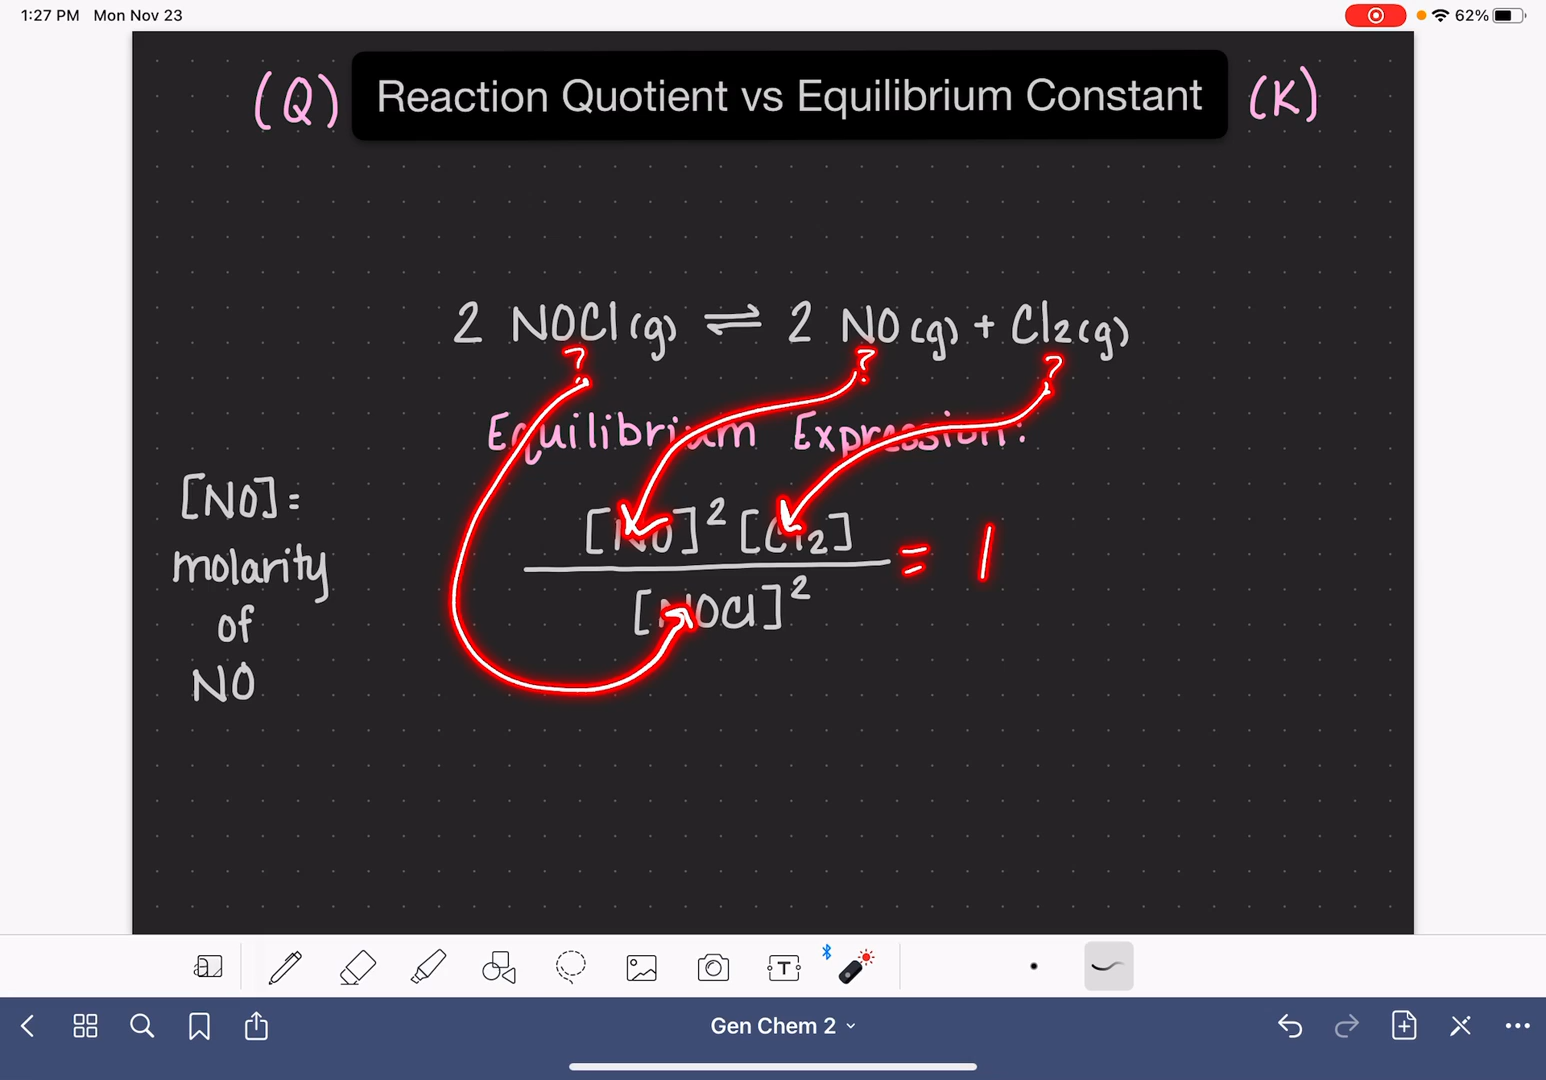 1:27 PM Mon Nov 23
62%
(Q) Reaction Quotient vs Equilibrium Constant (K)
2 NOCl(g) ⇌ 2 NO(g) + Cl₂(g)
? ? ?
Equilibrium Expression:
[NO]² [Cl₂]
[NOCl]²
= 1
[NO] =
molarity
of
NO
a
T
Gen Chem 2